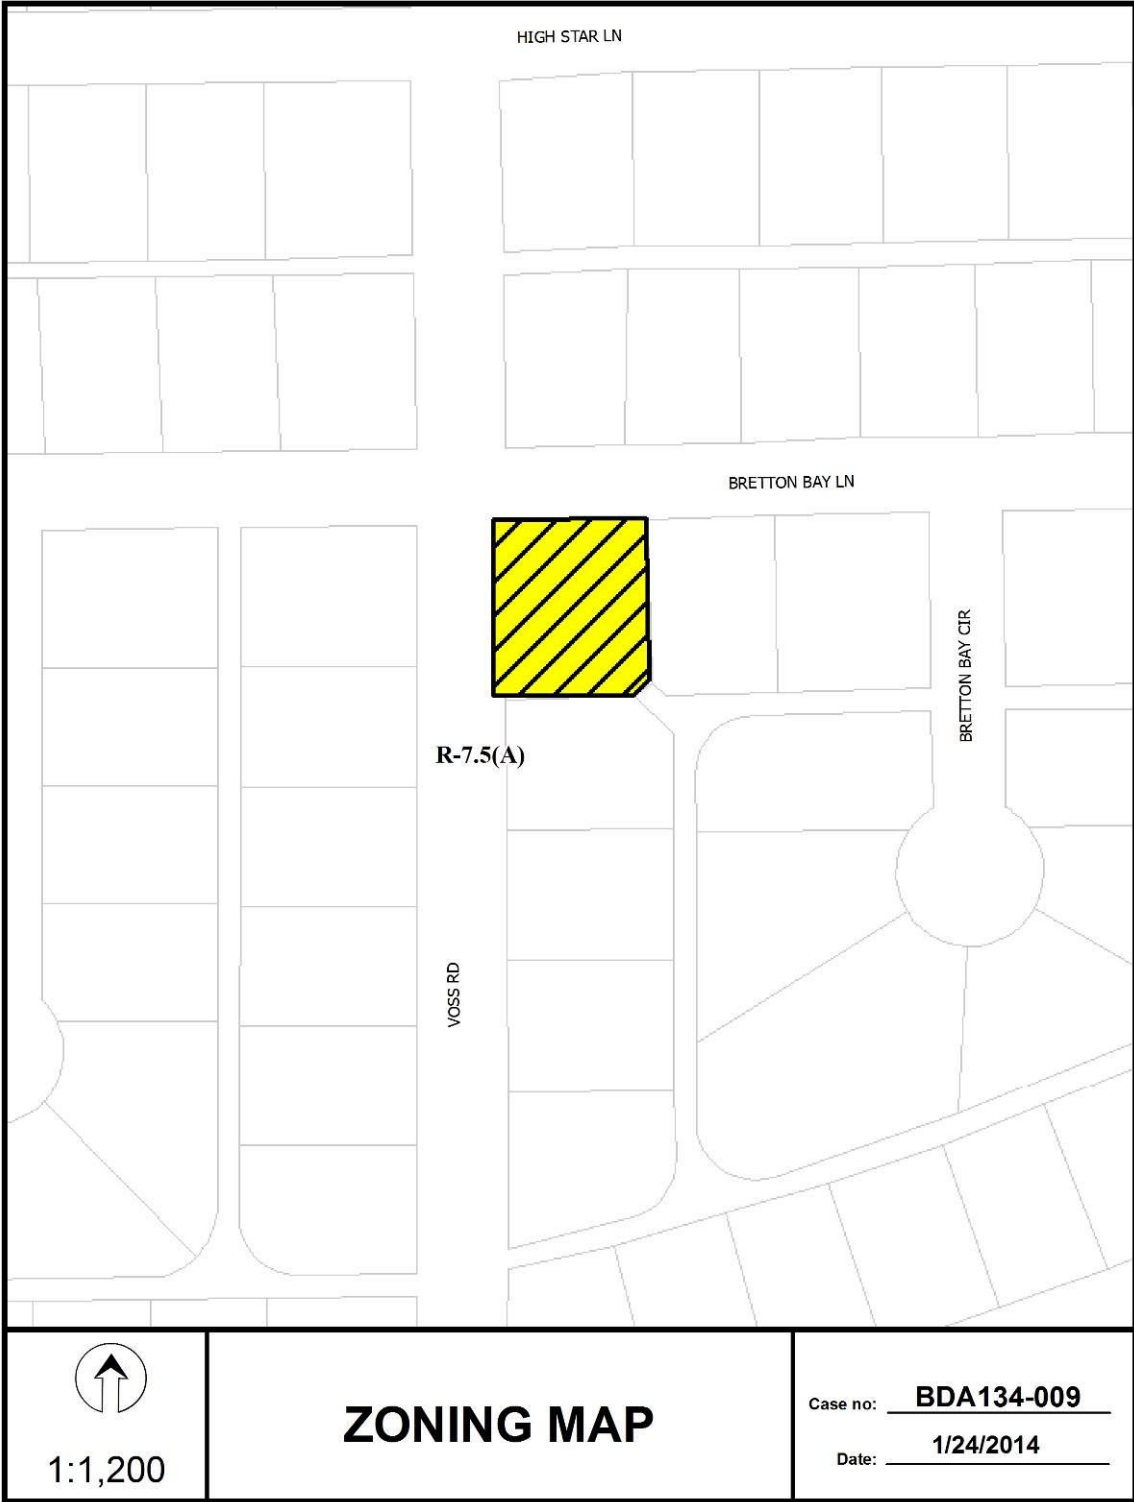 HIGH STAR LN
BRETTON BAY LN
BRETTON BAY CIR
R-7.5(A)
VOSS RD
1:1,200
ZONING MAP
Case no: BDA134-009
Date: 1/24/2014